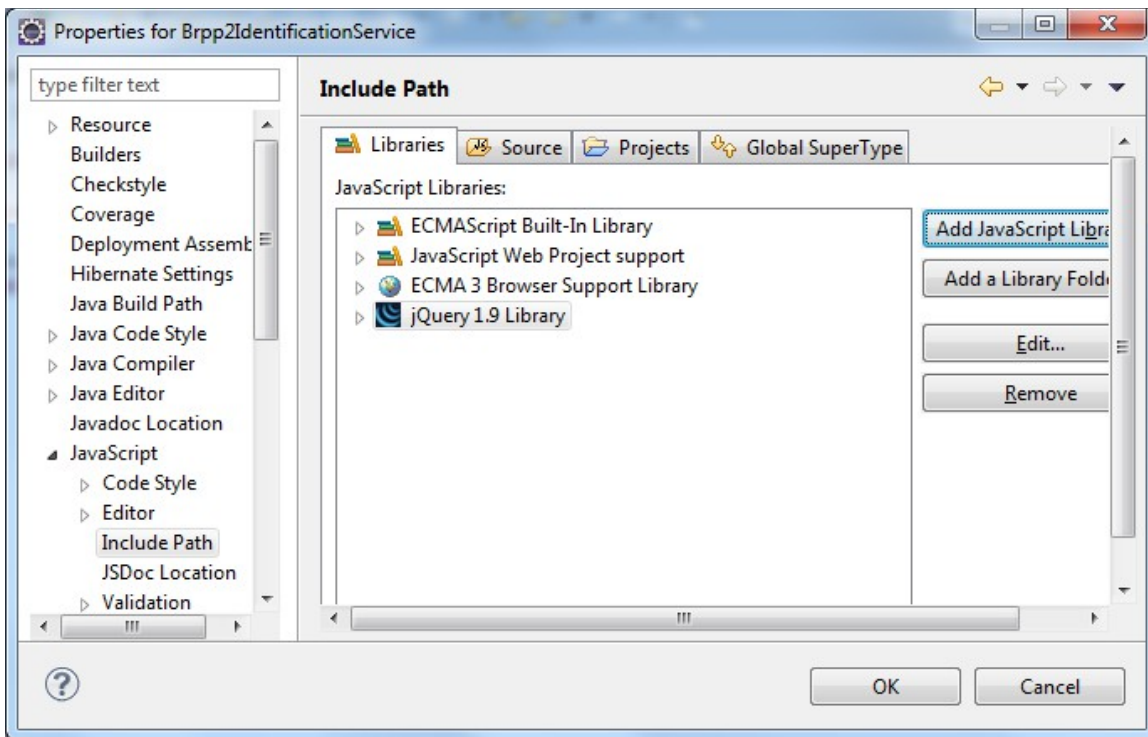 Properties for Brpp2IdentificationService
type filter text
Resource
Builders
Checkstyle
Coverage
Deployment Assemb
Hibernate Settings
Java Build Path
Java Code Style
Java Compiler
Java Editor
Javadoc Location
JavaScript
Code Style
Editor
Include Path
JSDoc Location
Validation
Include Path
Libraries
Source
Projects
Global SuperType
JavaScript Libraries:
ECMAScript Built-In Library
JavaScript Web Project support
ECMA 3 Browser Support Library
jQuery 1.9 Library
Add JavaScript Libra
Add a Library Folde
Edit...
Remove
OK
Cancel